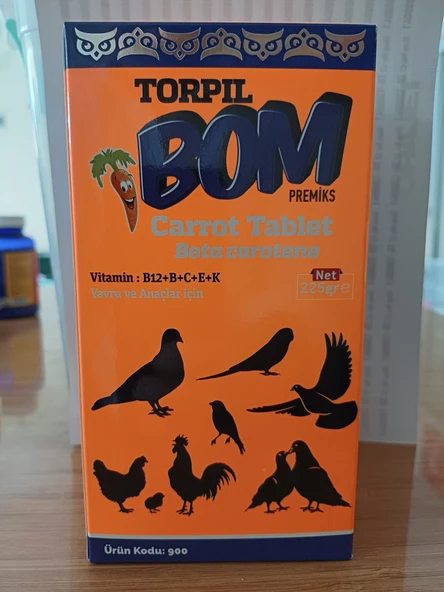 TORPIL
BOM
PREMİKS
Carrot Tablet
Beta carotene
Vitamin : B12+B+C+E+K
Yavru ve Anaçlar için
Net
225gr e
Ürün Kodu: 900